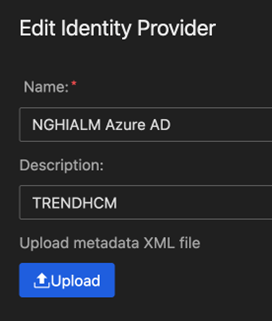 Edit Identity Provider
Name:*
NGHIALM Azure AD
Description:
TRENDHCM
Upload metadata XML file
Upload